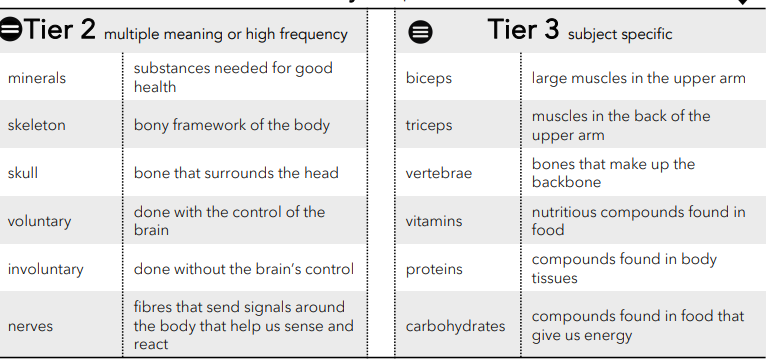 Tier 2 multiple meaning or high frequency
minerals
substances needed for good
health
skeleton
bony framework of the body
skull
bone that surrounds the head
voluntary
done with the control of the
brain
involuntary
done without the brain's control
nerves
fibres that send signals around
the body that help us sense and
react
Tier 3 subject specific
biceps
large muscles in the upper arm
triceps
muscles in the back of the
upper arm
vertebrae
bones that make up the
backbone
vitamins
nutritious compounds found in
food
proteins
compounds found in body
tissues
carbohydrates
compounds found in food that
give us energy